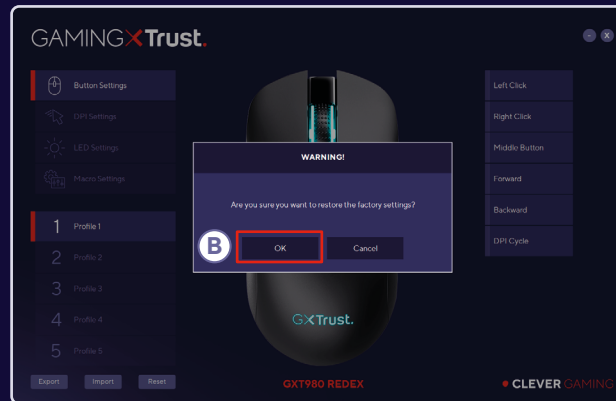 GAMING Trust.
Button Settings
DPI Settings
LED Settings
Macro Settings
1 Profile 1
2 Profile 2
3 Profile 3
4 Profile 4
5 Profile 5
Export Import Reset
WARNING!
Are you sure you want to restore the factory settings?
B
OK Cancel
GXTrust.
GXT980 REDEX
Left Click
Right Click
Middle Button
Forward
Backward
DPI Cycle
CLEVER GAMING